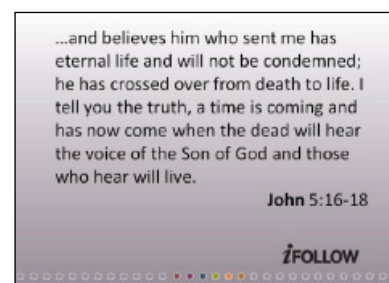 ...and believes him who sent me has
eternal life and will not be condemned;
he has crossed over from death to life. I
tell you the truth, a time is coming and
has now come when the dead will hear
the voice of the Son of God and those
who hear will live.
John 5:16-18
iFOLLOW